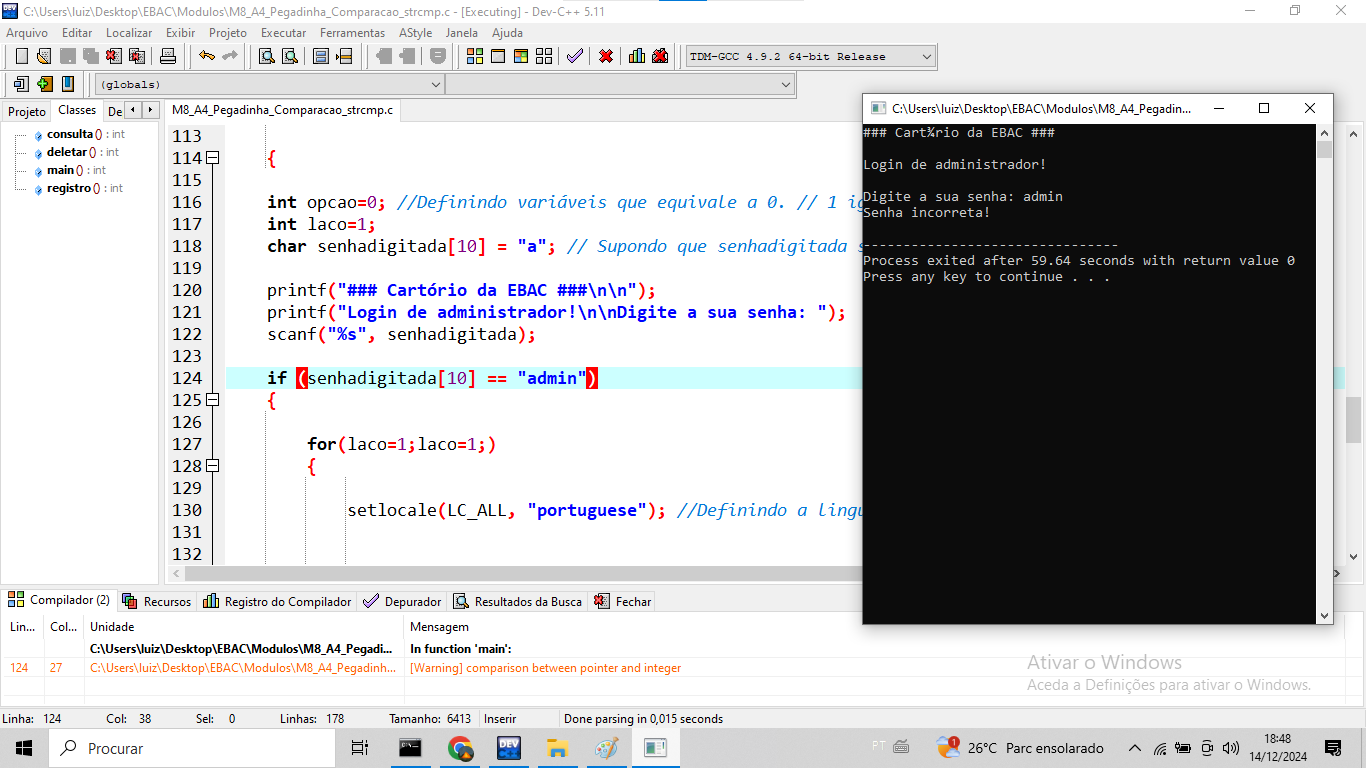 C:\Users\luiz\Desktop\EBAC\Modulos\M8_A4_Pegadinha_Comparacao_strcmp.c - [Executing] - Dev-C++ 5.11
Arquivo Editar Localizar Exibir Projeto Executar Ferramentas AStyle Janela Ajuda
TDM-GCC 4.9.2 64-bit Release
(globals)
Projeto Classes De
M8_A4_Pegadinha_Comparacao_strcmp.c
consulta () : int
deletar () : int
main () : int
registro () : int
113
114 {
115
116 int opcao=0; //Definindo variáveis que equivale a 0. // 1 ig
117 int laco=1;
118 char senhadigitada[10] = "a"; // Supondo que senhadigitada s
119
120 printf("### Cartório da EBAC ###\n\n");
121 printf("Login de administrador!\n\nDigite a sua senha: ");
122 scanf("%s", senhadigitada);
123
124 if (senhadigitada[10] == "admin")
125 {
126
127 for(laco=1;laco=1;)
128 {
129
130 setlocale(LC_ALL, "portuguese"); //Definindo a lingu
131
132
C:\Users\luiz\Desktop\EBAC\Modulos\M8_A4_Pegadin...
### Cart¾rio da EBAC ###
Login de administrador!
Digite a sua senha: admin
Senha incorreta!
--------------------------------
Process exited after 59.64 seconds with return value 0
Press any key to continue . . .
Compilador (2) Recursos Registro do Compilador Depurador Resultados da Busca Fechar
Lin... Col... Unidade Mensagem
C:\Users\luiz\Desktop\EBAC\Modulos\M8_A4_Pegadi... In function 'main':
124 27 C:\Users\luiz\Desktop\EBAC\Modulos\M8_A4_Pegadinh... [Warning] comparison between pointer and integer
Ativar o Windows
Aceda a Definições para ativar o Windows.
Linha: 124 Col: 38 Sel: 0 Linhas: 178 Tamanho: 6413 Inserir Done parsing in 0,015 seconds
Procurar
DEV
PT
1
26°C Parc ensolarado
18:48
14/12/2024